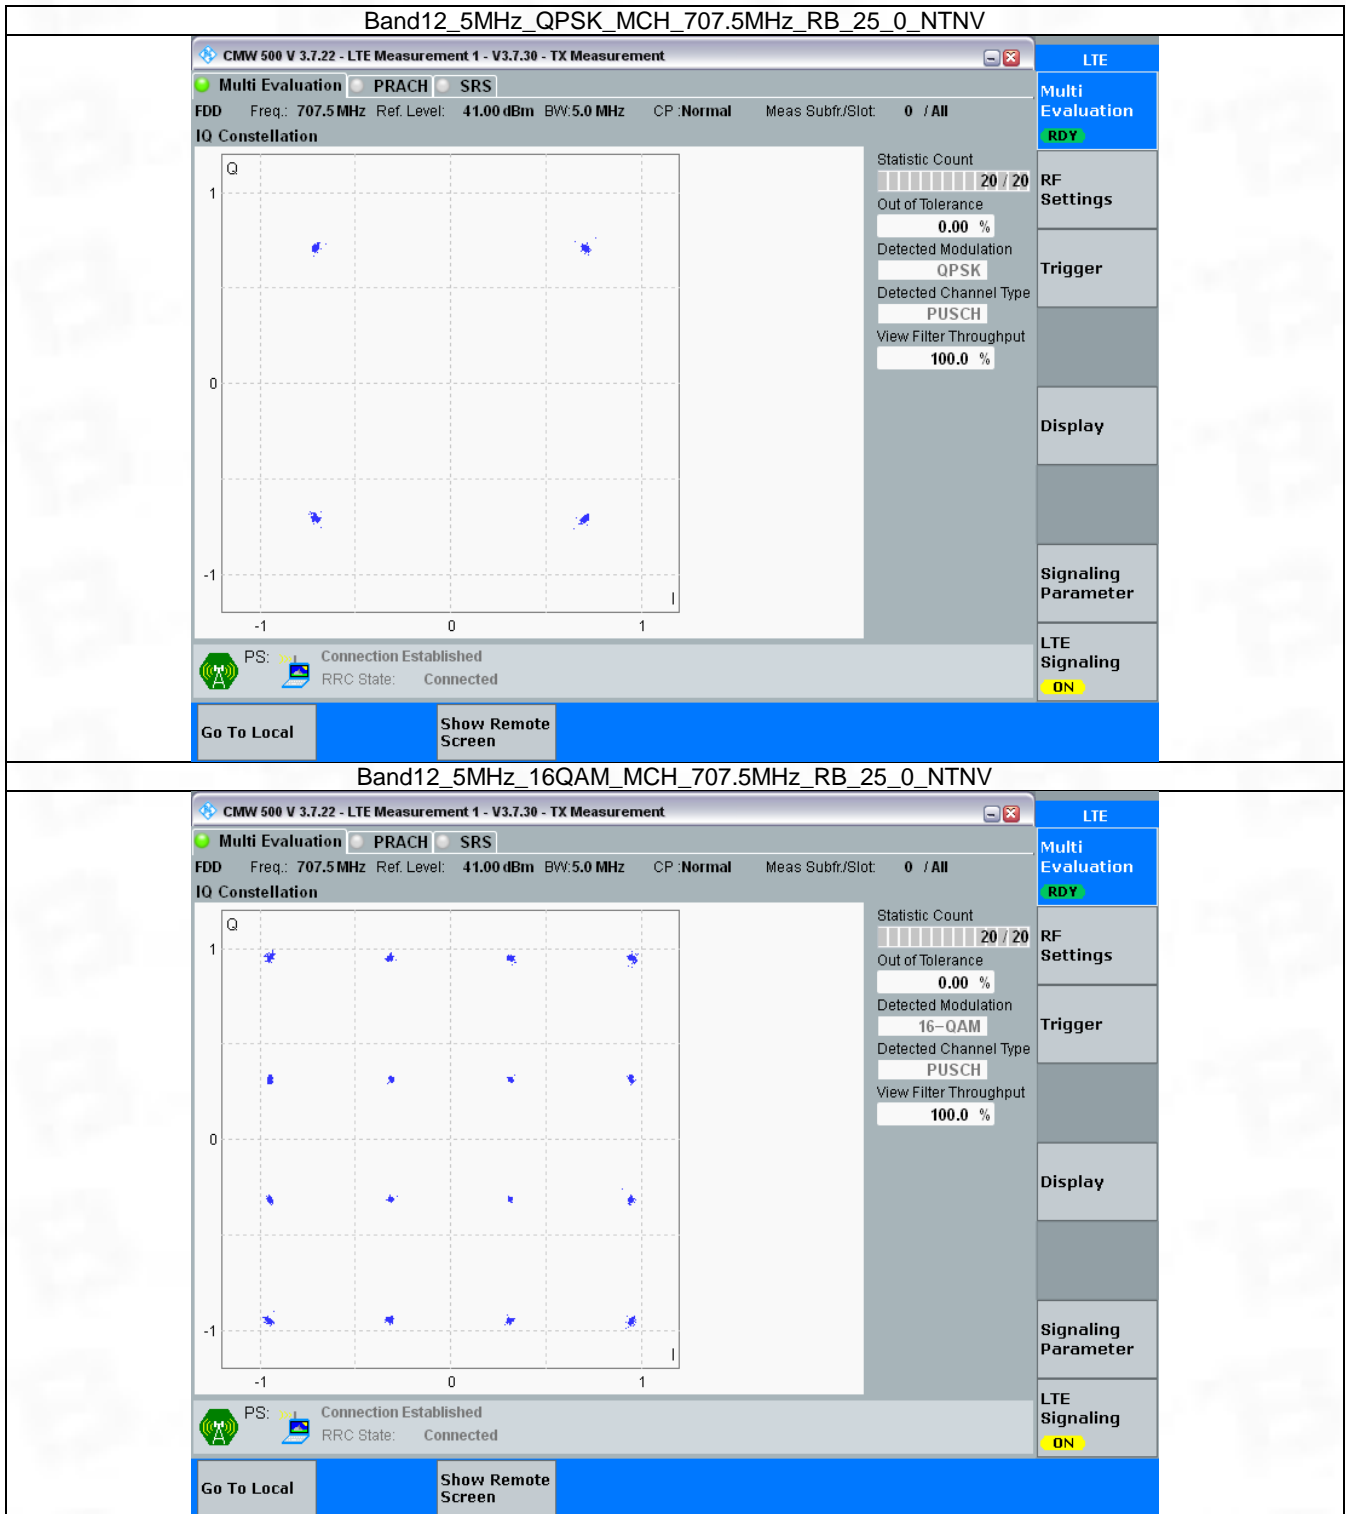 Band12_5MHz_QPSK_MCH_707.5MHz_RB_25_0_NTNV
CMW 500 V 3.7.22 - LTE Measurement 1 - V3.7.30 - TX Measurement
LTE
Multi Evaluation PRACH SRS
Multi
Evaluation
RDY
FDD Freq.: 707.5 MHz Ref. Level: 41.00 dBm BW: 5.0 MHz CP : Normal Meas Subfr./Slot: 0 / All
IQ Constellation
Q
1
0
-1
I
-1 0 1
Statistic Count
20 / 20
Out of Tolerance
0.00 %
Detected Modulation
QPSK
Detected Channel Type
PUSCH
View Filter Throughput
100.0 %
RF
Settings
Trigger
Display
Signaling
Parameter
LTE
Signaling
ON
PS: Connection Established
RRC State: Connected
Go To Local
Show Remote
Screen
Band12_5MHz_16QAM_MCH_707.5MHz_RB_25_0_NTNV
CMW 500 V 3.7.22 - LTE Measurement 1 - V3.7.30 - TX Measurement
LTE
Multi Evaluation PRACH SRS
Multi
Evaluation
RDY
FDD Freq.: 707.5 MHz Ref. Level: 41.00 dBm BW: 5.0 MHz CP : Normal Meas Subfr./Slot: 0 / All
IQ Constellation
Q
1
0
-1
I
-1 0 1
Statistic Count
20 / 20
Out of Tolerance
0.00 %
Detected Modulation
16-QAM
Detected Channel Type
PUSCH
View Filter Throughput
100.0 %
RF
Settings
Trigger
Display
Signaling
Parameter
LTE
Signaling
ON
PS: Connection Established
RRC State: Connected
Go To Local
Show Remote
Screen